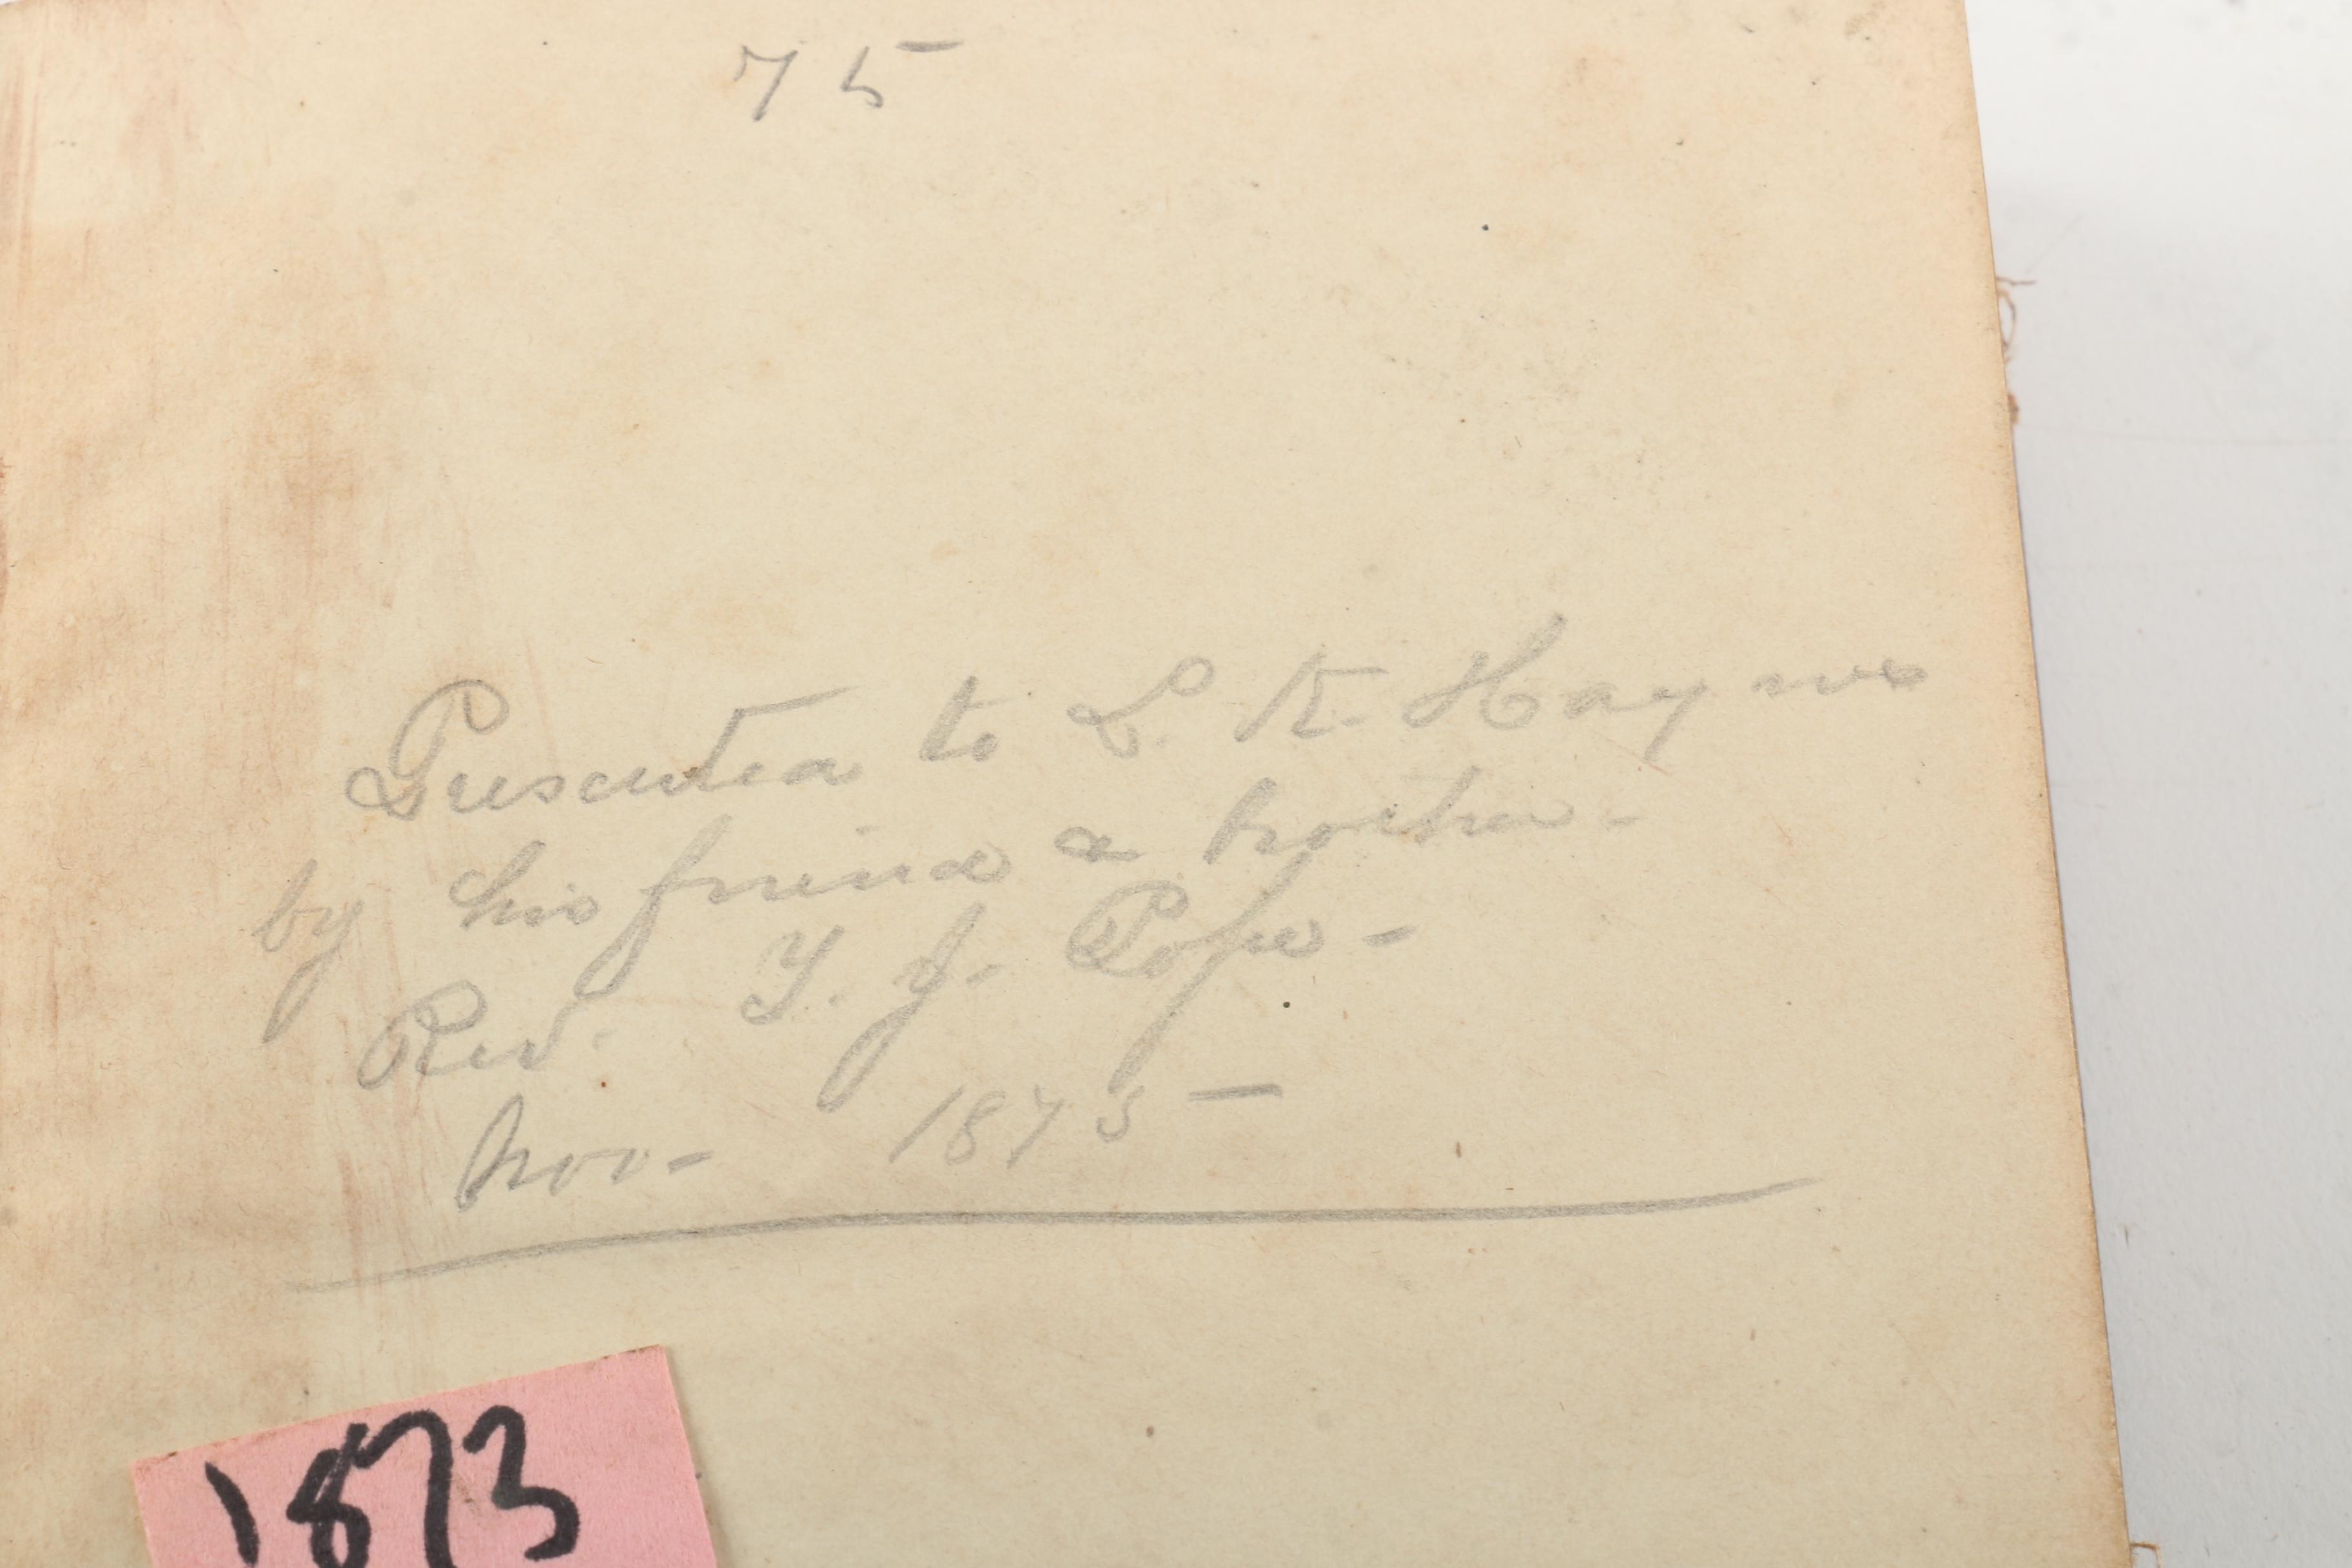 75
Presented to L. K. Haynes
by his friend & brother -
Rev. Y. J. Pope -
Nov - 1875
1873